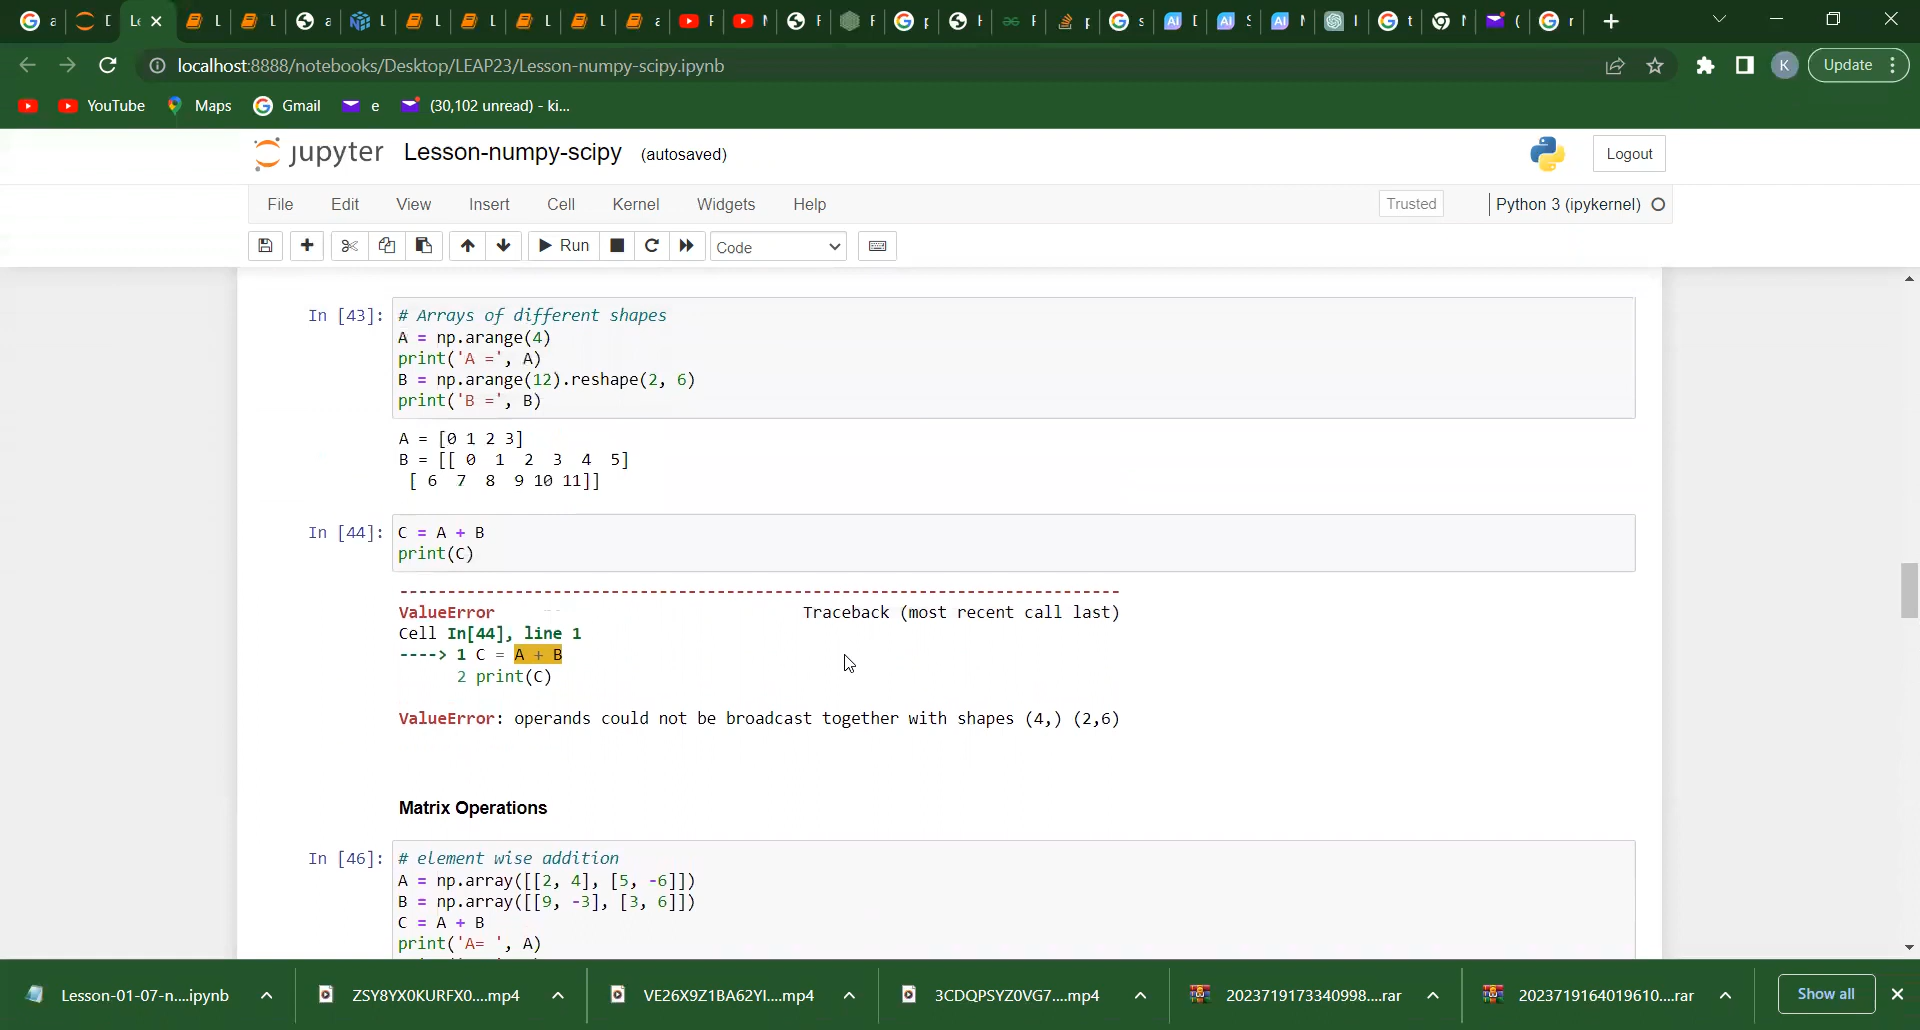 localhost:8888/notebooks/Desktop/LEAP23/Lesson-numpy-scipy.ipynb
K
Update
YouTube
Maps
Gmail
e
(30,102 unread) - ki...
jupyter Lesson-numpy-scipy (autosaved)
Logout
File Edit View Insert Cell Kernel Widgets Help
Trusted
Python 3 (ipykernel)
Run
Code
In [43]:
# Arrays of different shapes
A = np.arange(4)
print('A =', A)
B = np.arange(12).reshape(2, 6)
print('B =', B)
A = [0 1 2 3]
B = [[ 0 1 2 3 4 5]
[ 6 7 8 9 10 11]]
In [44]:
C = A + B
print(C)
---------------------------------------------------------------------------
ValueError Traceback (most recent call last)
Cell In[44], line 1
----> 1 C = A + B
2 print(C)
ValueError: operands could not be broadcast together with shapes (4,) (2,6)
Matrix Operations
In [46]:
# element wise addition
A = np.array([[2, 4], [5, -6]])
B = np.array([[9, -3], [3, 6]])
C = A + B
print('A= ', A)
Lesson-01-07-n....ipynb
ZSY8YX0KURFX0....mp4
VE26X9Z1BA62YI....mp4
3CDQPSYZ0VG7....mp4
2023719173340998....rar
2023719164019610....rar
Show all